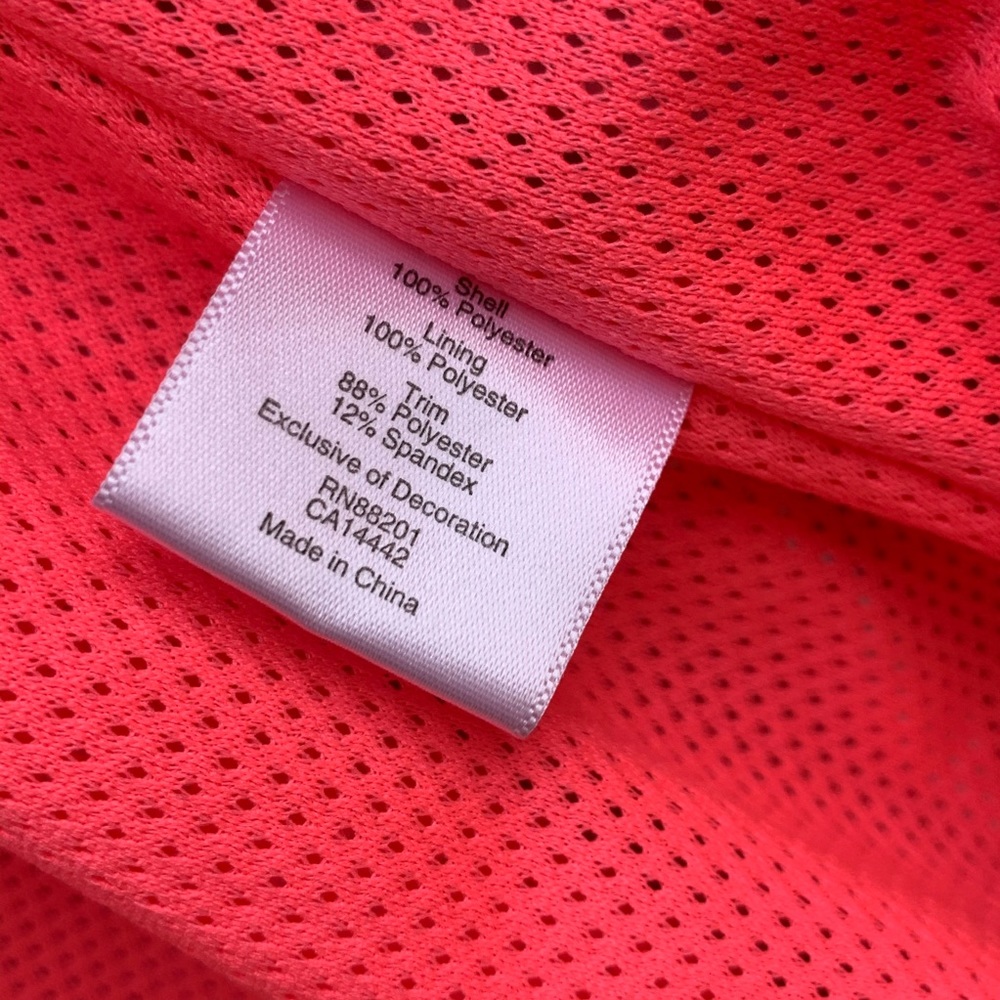 Shell
100% Polyester
Lining
100% Polyester
Trim
88% Polyester
12% Spandex
Exclusive of Decoration
RN88201
CA14442
Made in China